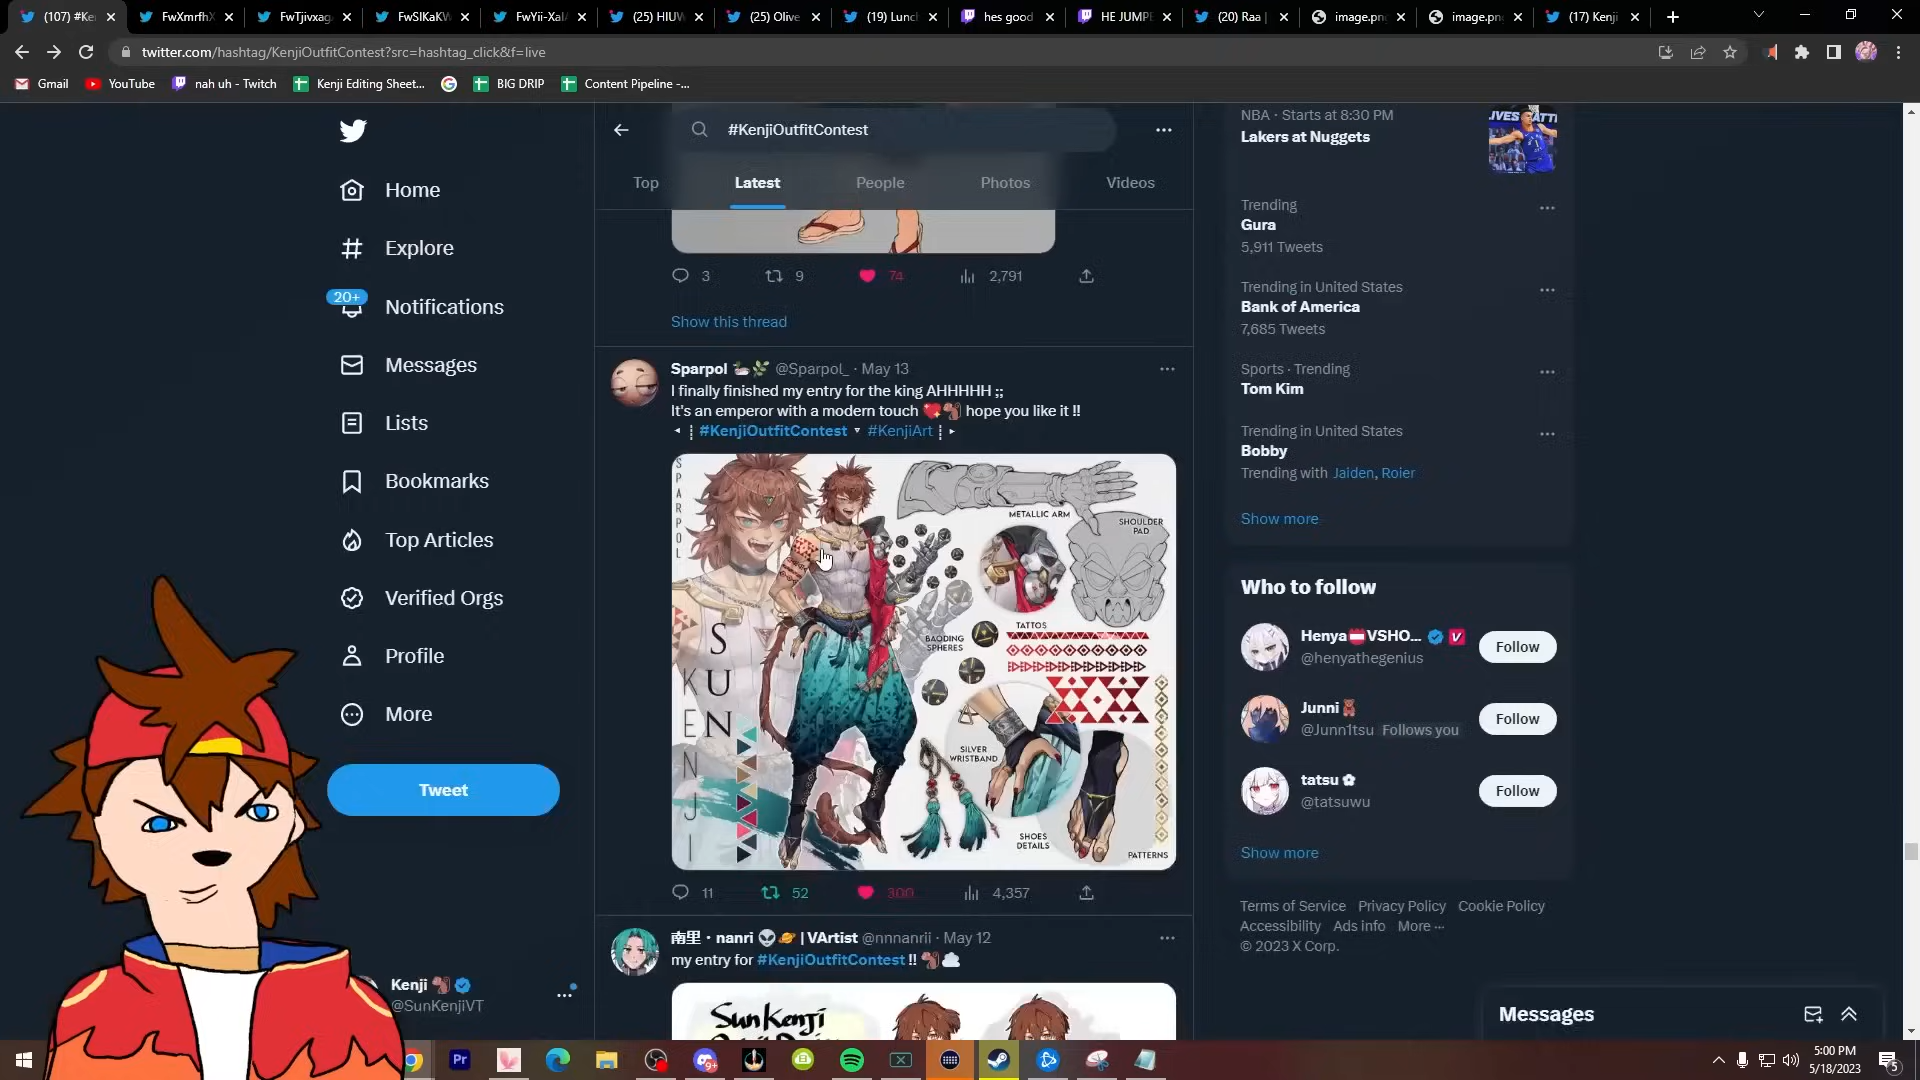 (107) #Ke
FwXmrfhX
FwTjivxag
FwSlKaKW
FwYii-XaIA
(25) HIUW
(25) Olive
(19) Lunc
hes good
HE JUMPE
(20) Raa |
image.pn
image.pn
(17) Kenji
twitter.com/hashtag/KenjiOutfitContest?src=hashtag_click&f=live
Gmail
YouTube
nah uh - Twitch
Kenji Editing Sheet...
BIG DRIP
Content Pipeline -...
Home
Explore
20+
Notifications
Messages
Lists
Bookmarks
Top Articles
Verified Orgs
Profile
More
Tweet
Kenji
@SunKenjiVT
#KenjiOutfitContest
Top
Latest
People
Photos
Videos
3
9
74
2,791
Show this thread
Sparpol @Sparpol_ · May 13
I finally finished my entry for the king AHHHHH ;;
It's an emperor with a modern touch 💖🐒 hope you like it !!
#KenjiOutfitContest ▾ #KenjiArt
SPARPOL
METALLIC ARM
SHOULDER PAD
TATTOS
BAODING SPHERES
SILVER WRISTBAND
SHOES DETAILS
PATTERNS
SUN
KENJI
11
52
300
4,357
南里・nanri 👽🪐 | VArtist @nnnanrii · May 12
my entry for #KenjiOutfitContest !! 🐒☁️
Sun Kenji
NBA · Starts at 8:30 PM
Lakers at Nuggets
Trending
Gura
5,911 Tweets
Trending in United States
Bank of America
7,685 Tweets
Sports · Trending
Tom Kim
Trending in United States
Bobby
Trending with Jaiden, Roier
Show more
Who to follow
Henya VSHO...
@henyathegenius
Follow
Junni
@Junn1tsu Follows you
Follow
tatsu
@tatsuwu
Follow
Show more
Terms of Service Privacy Policy Cookie Policy
Accessibility Ads info More ...
© 2023 X Corp.
Messages
Pr
9+
5:00 PM
5/18/2023
5